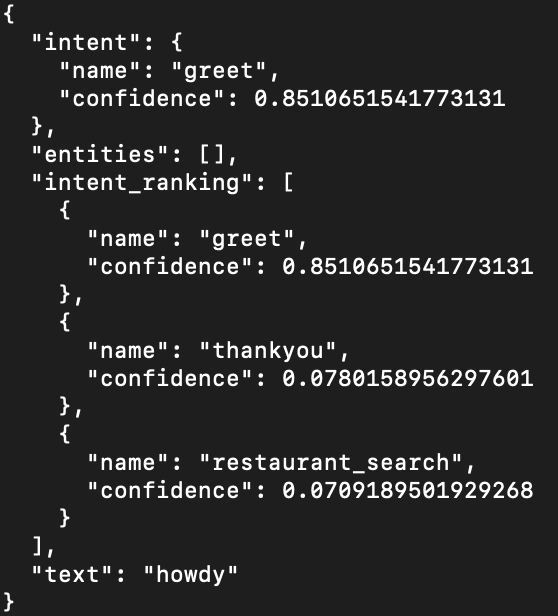 {
  "intent": {
    "name": "greet",
    "confidence": 0.8510651541773131
  },
  "entities": [],
  "intent_ranking": [
    {
      "name": "greet",
      "confidence": 0.8510651541773131
    },
    {
      "name": "thankyou",
      "confidence": 0.0780158956297601
    },
    {
      "name": "restaurant_search",
      "confidence": 0.0709189501929268
    }
  ],
  "text": "howdy"
}